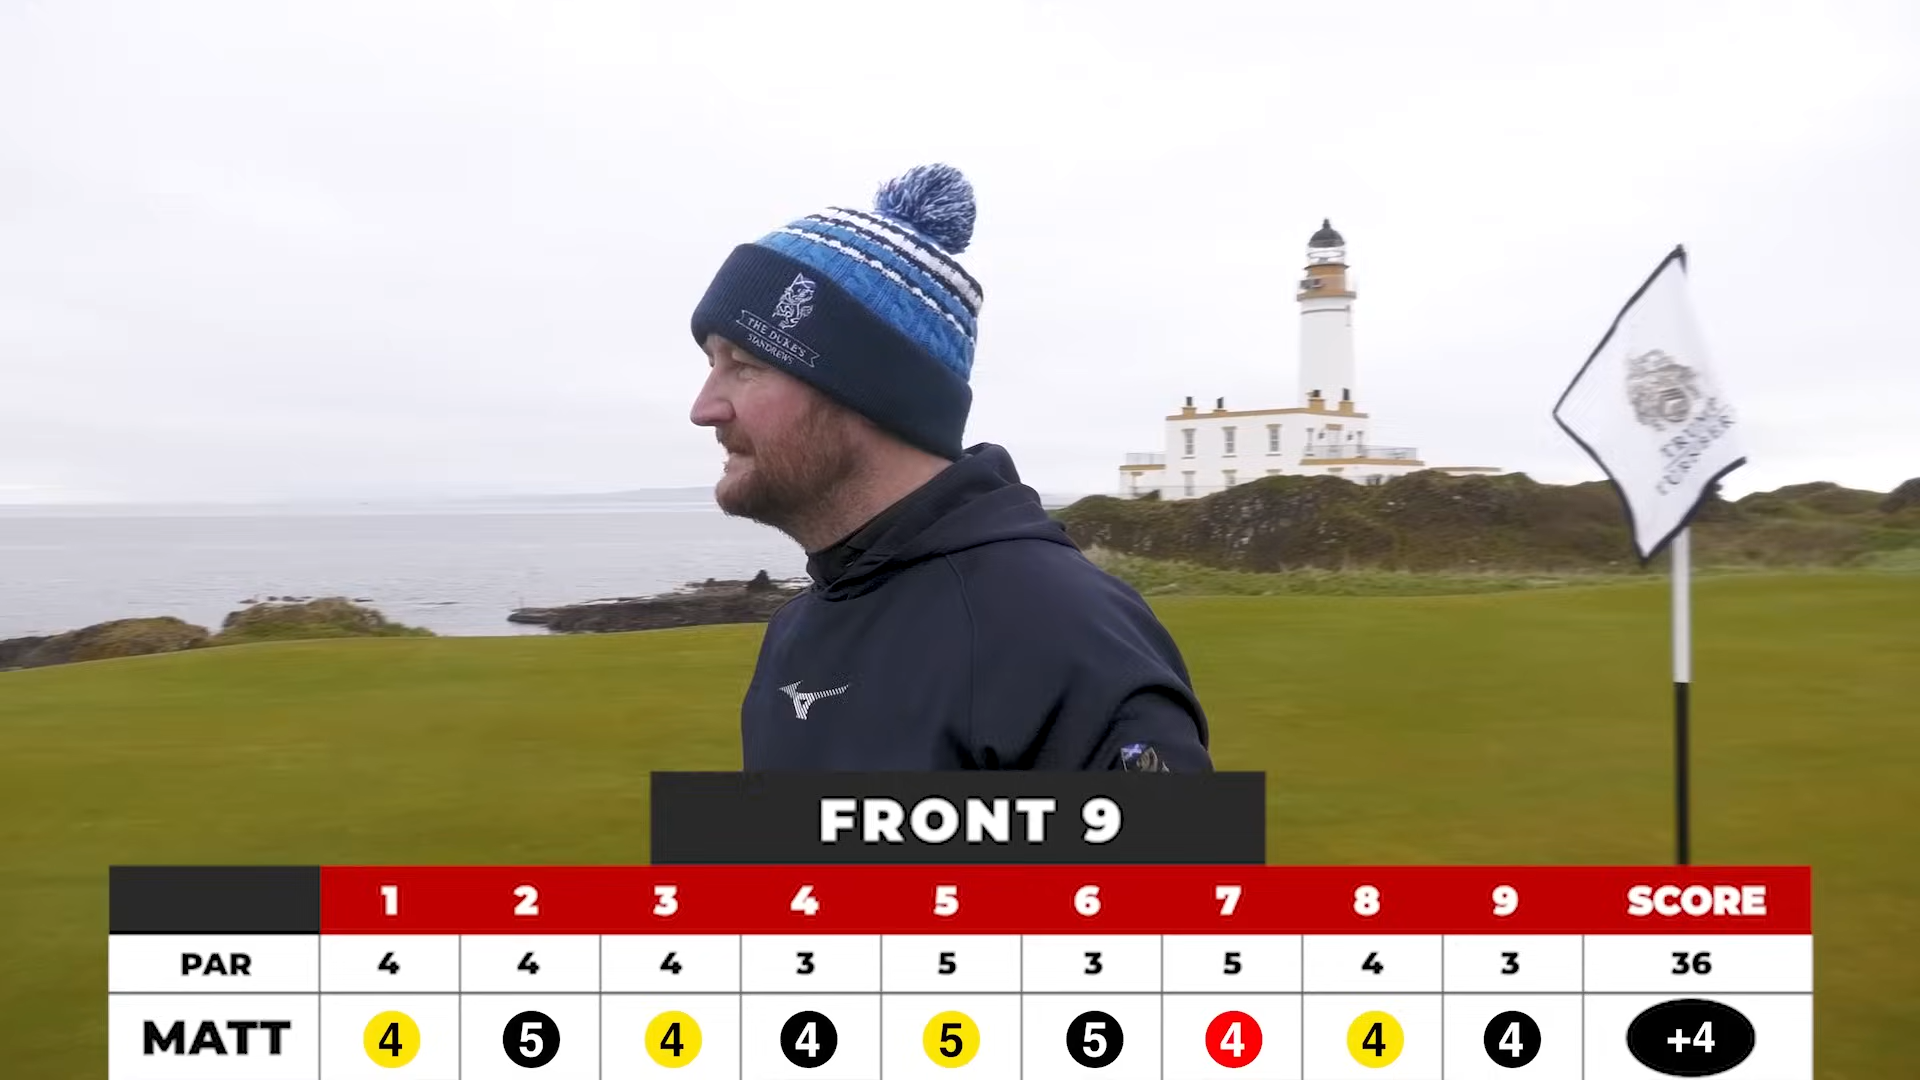 THE DUKE'S
ST ANDREWS
TRUMP
TURNBERRY
FRONT 9
1 2 3 4 5 6 7 8 9 SCORE
PAR 4 4 4 3 5 3 5 4 3 36
MATT 4 5 4 4 5 5 4 4 4 +4